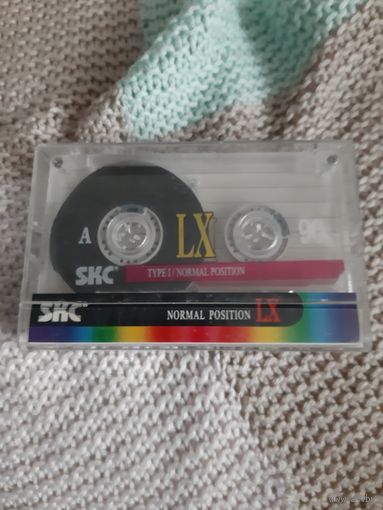 A LX 90
SKC TYPE I / NORMAL POSITION
SKC NORMAL POSITION LX